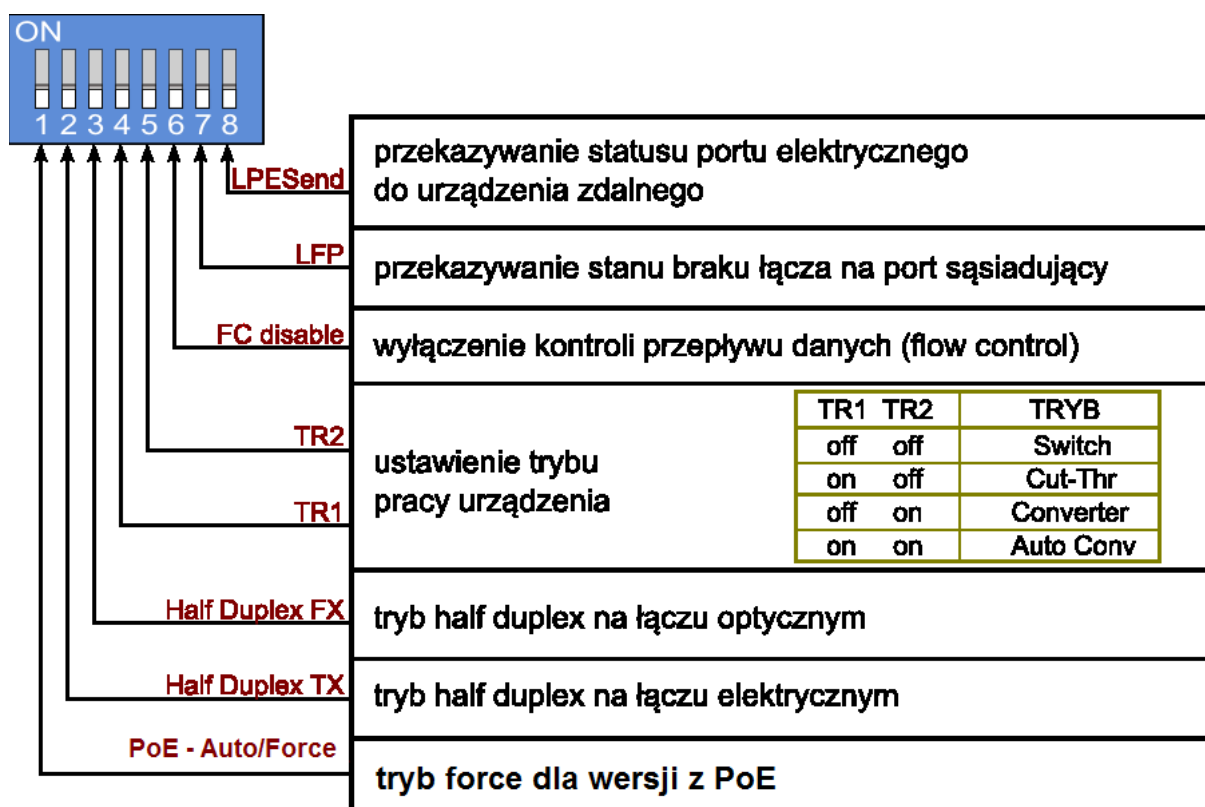 ON
1 2 3 4 5 6 7 8
LPESend
przekazywanie statusu portu elektrycznego
do urządzenia zdalnego
LFP
przekazywanie stanu braku łącza na port sąsiadujący
FC disable
wyłączenie kontroli przepływu danych (flow control)
TR2
TR1
ustawienie trybu
pracy urządzenia
TR1 TR2 TRYB
off off Switch
on off Cut-Thr
off on Converter
on on Auto Conv
Half Duplex FX
tryb half duplex na łączu optycznym
Half Duplex TX
tryb half duplex na łączu elektrycznym
PoE - Auto/Force
tryb force dla wersji z PoE